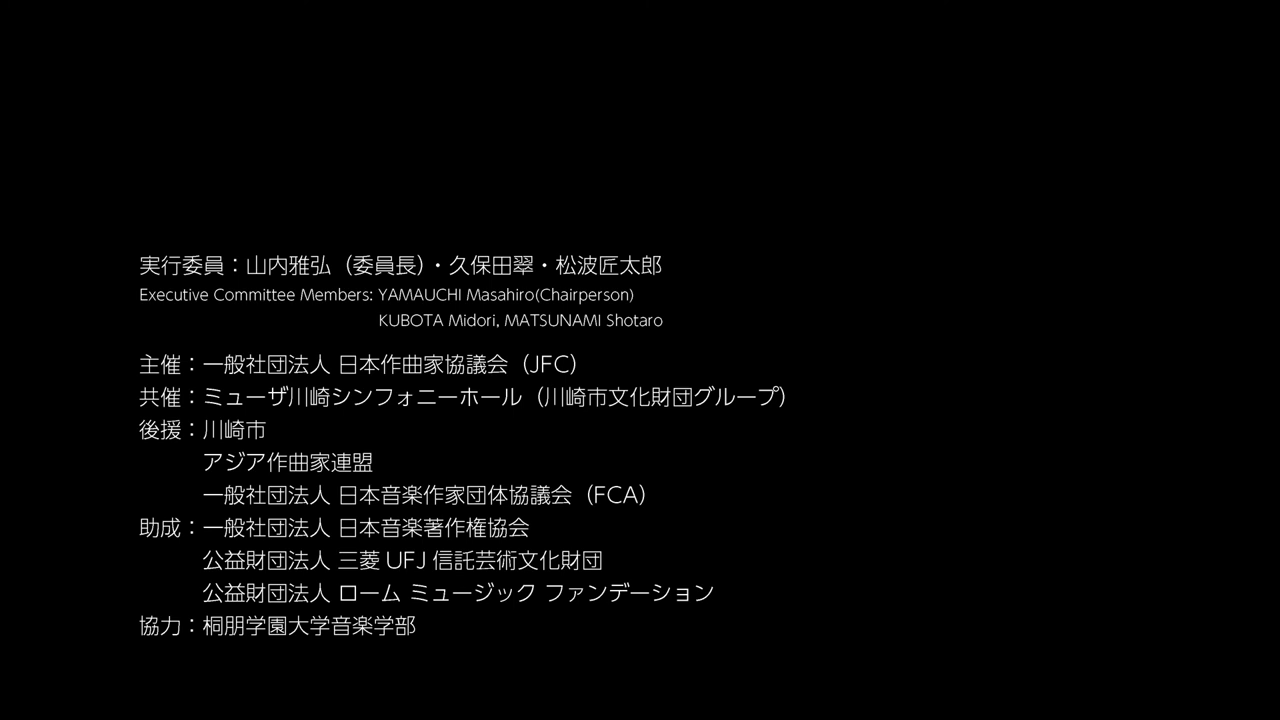 実行委員：山内雅弘（委員長）・久保田翠・松波匠太郎
Executive Committee Members: YAMAUCHI Masahiro(Chairperson)
KUBOTA Midori, MATSUNAMI Shotaro
主催：一般社団法人 日本作曲家協議会（JFC）
共催：ミューザ川崎シンフォニーホール（川崎市文化財団グループ）
後援：川崎市
アジア作曲家連盟
一般社団法人 日本音楽作家団体協議会（FCA）
助成：一般社団法人 日本音楽著作権協会
公益財団法人 三菱UFJ信託芸術文化財団
公益財団法人 ローム ミュージック ファンデーション
協力：桐朋学園大学音楽学部